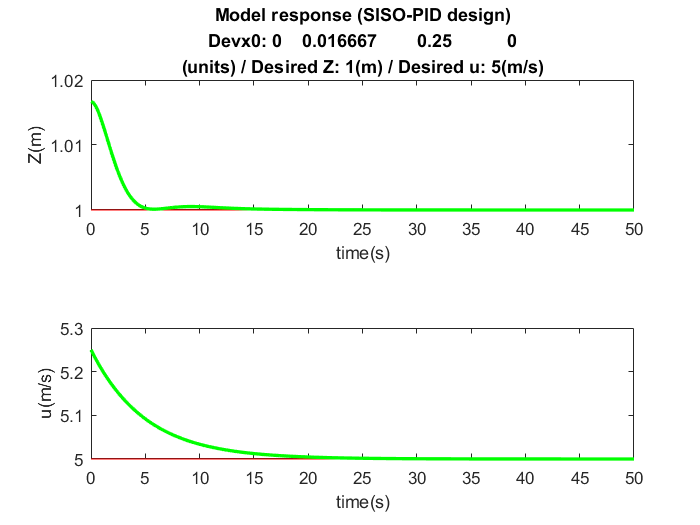 Model response (SISO-PID design)
Devx0: 0 0.016667 0.25 0
(units) / Desired Z: 1(m) / Desired u: 5(m/s)
Z(m)
1.02
1.01
1
0 5 10 15 20 25 30 35 40 45 50
time(s)
u(m/s)
5.3
5.2
5.1
5
0 5 10 15 20 25 30 35 40 45 50
time(s)